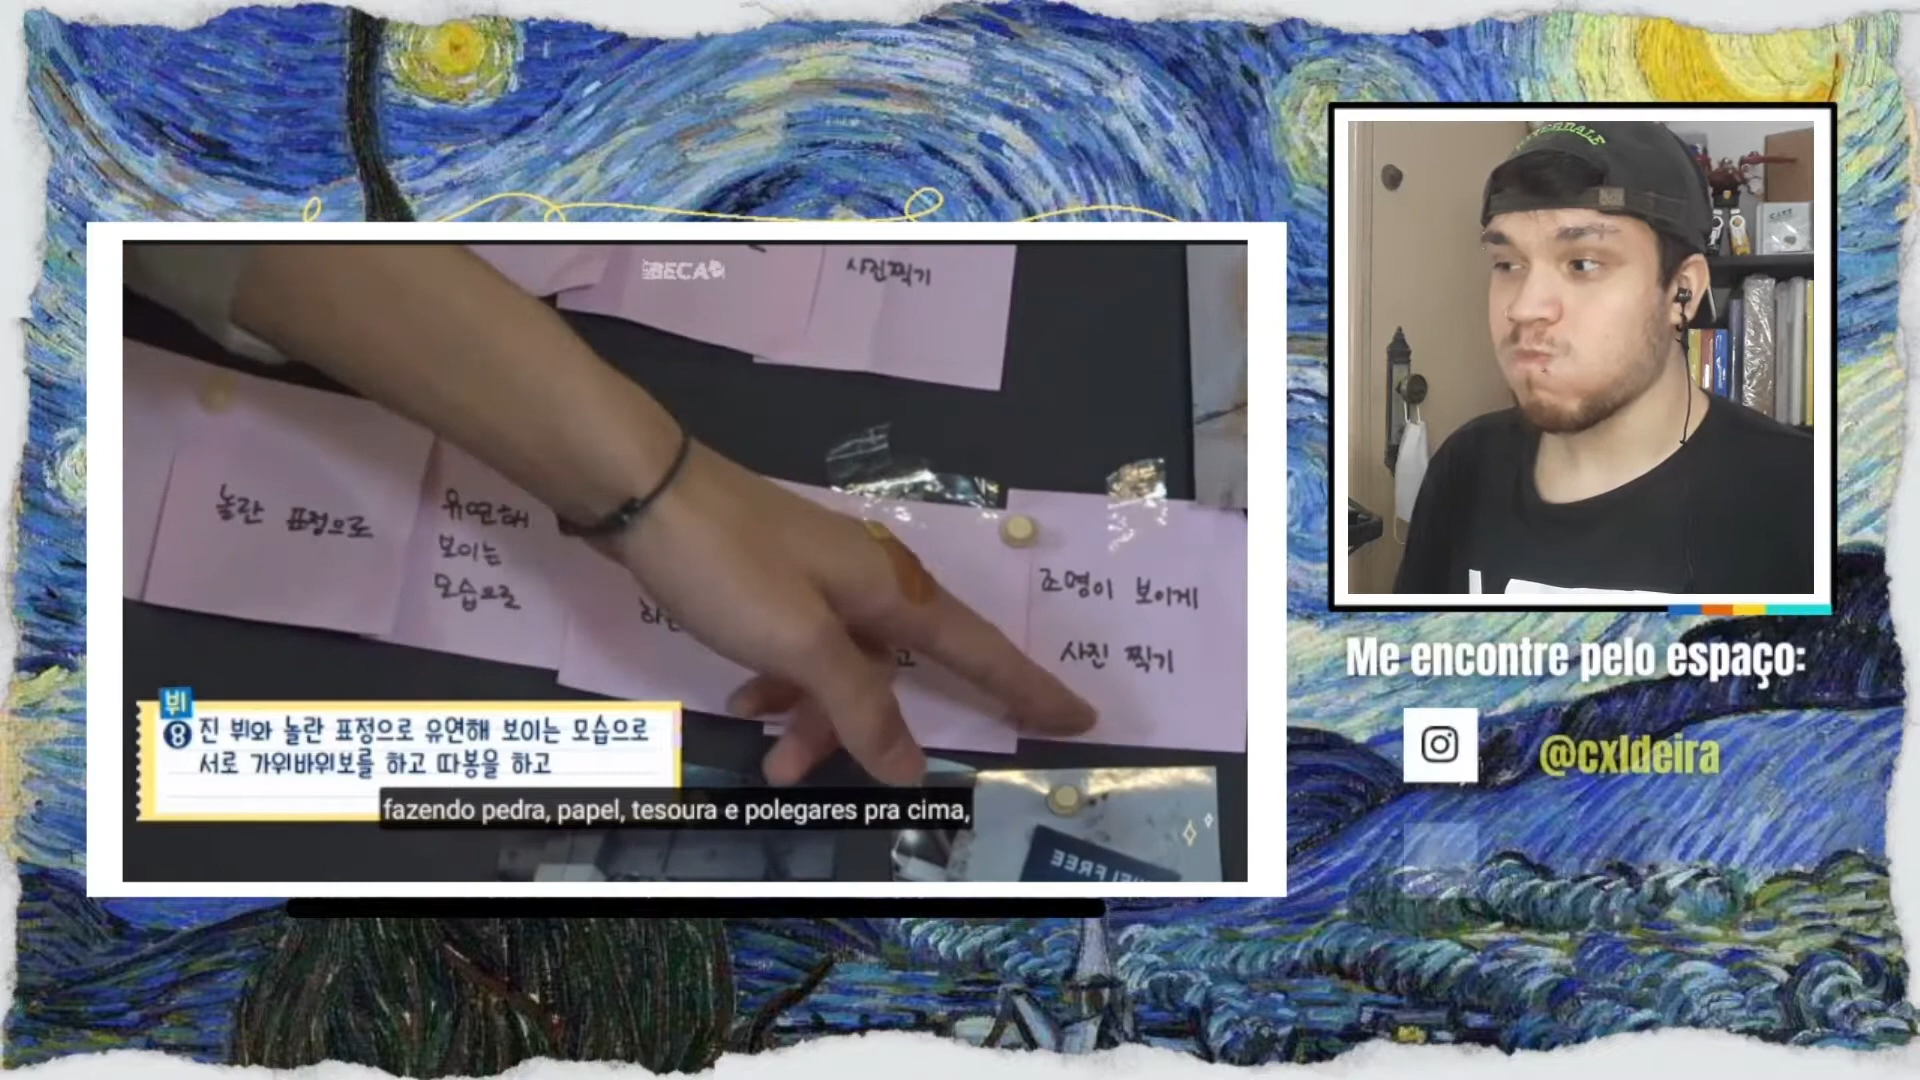 BECA
사진찍기
놀란 표정으로
유연해
보이는
모습으로
하
고
조명이 보이게
사진 찍기
뷔
8 진 뷔와 놀란 표정으로 유연해 보이는 모습으로
서로 가위바위보를 하고 따봉을 하고
fazendo pedra, papel, tesoura e polegares pra cima,
Me encontre pelo espaço:
@cxldeira